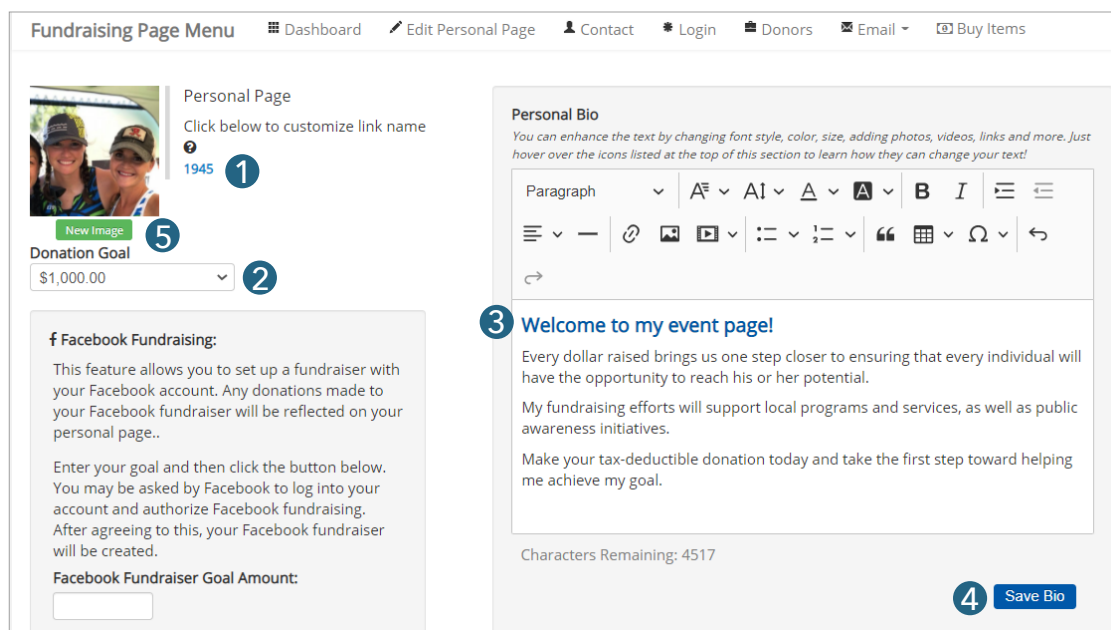 Fundraising Page Menu Dashboard Edit Personal Page Contact Login Donors Email Buy Items
Personal Page
Click below to customize link name
?
1945 1
New Image 5
Donation Goal
$1,000.00 2
f Facebook Fundraising:
This feature allows you to set up a fundraiser with
your Facebook account. Any donations made to
your Facebook fundraiser will be reflected on your
personal page..
Enter your goal and then click the button below.
You may be asked by Facebook to log into your
account and authorize Facebook fundraising.
After agreeing to this, your Facebook fundraiser
will be created.
Facebook Fundraiser Goal Amount:
Personal Bio
You can enhance the text by changing font style, color, size, adding photos, videos, links and more. Just
hover over the icons listed at the top of this section to learn how they can change your text!
Paragraph A A A A B I
Ω
3 Welcome to my event page!
Every dollar raised brings us one step closer to ensuring that every individual will
have the opportunity to reach his or her potential.
My fundraising efforts will support local programs and services, as well as public
awareness initiatives.
Make your tax-deductible donation today and take the first step toward helping
me achieve my goal.
Characters Remaining: 4517
4 Save Bio